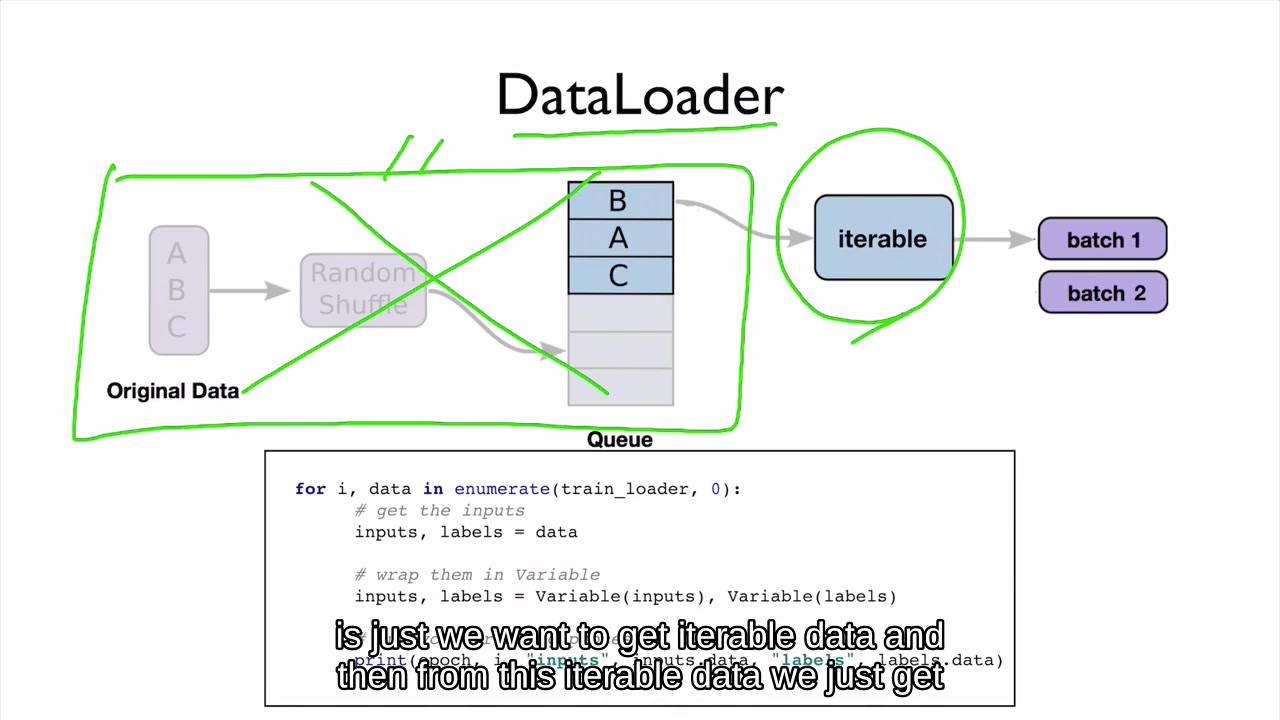 DataLoader
A
B
C
Random
Shuffle
Original Data
B
A
C
Queue
iterable
batch 1
batch 2
for i, data in enumerate(train_loader, 0):
# get the inputs
inputs, labels = data
# wrap them in Variable
inputs, labels = Variable(inputs), Variable(labels)
print(epoch, i, "inputs", inputs.data, "labels", labels.data)
is just we want to get iterable data and
then from this iterable data we just get